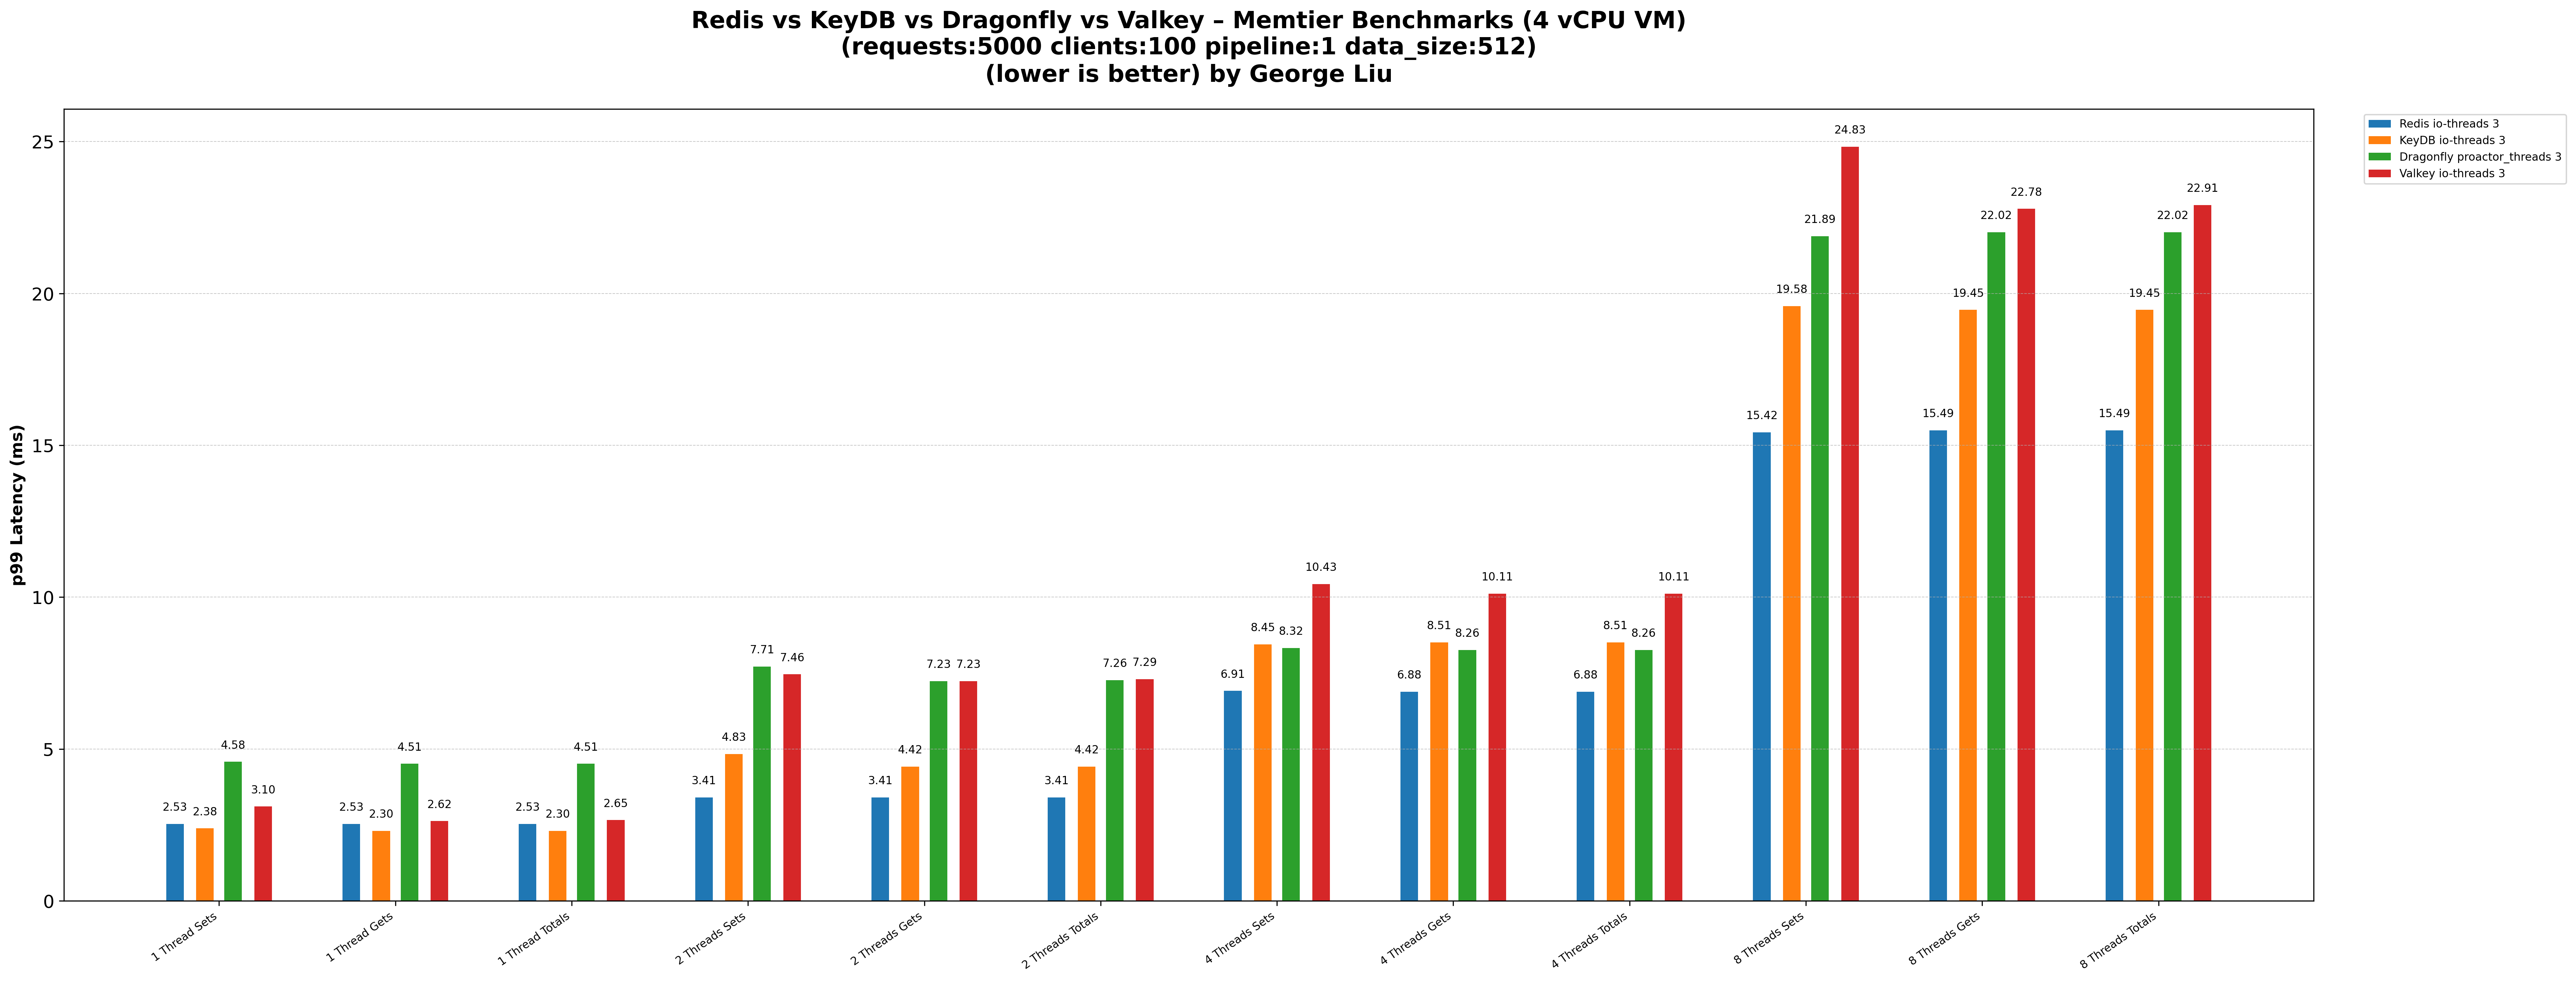 Redis vs KeyDB vs Dragonfly vs Valkey – Memtier Benchmarks (4 vCPU VM)
(requests:5000 clients:100 pipeline:1 data_size:512)
(lower is better) by George Liu
Redis io-threads 3
KeyDB io-threads 3
Dragonfly proactor_threads 3
Valkey io-threads 3
p99 Latency (ms)
25
20
15
10
5
0
2.53 2.38 4.58 3.10
2.53 2.30 4.51 2.62
2.53 2.30 4.51 2.65
3.41 4.83 7.71 7.46
3.41 4.42 7.23 7.23
3.41 4.42 7.26 7.29
6.91 8.45 8.32 10.43
6.88 8.51 8.26 10.11
6.88 8.51 8.26 10.11
15.42 19.58 21.89 24.83
15.49 19.45 22.02 22.78
15.49 19.45 22.02 22.91
1 Thread Sets
1 Thread Gets
1 Thread Totals
2 Threads Sets
2 Threads Gets
2 Threads Totals
4 Threads Sets
4 Threads Gets
4 Threads Totals
8 Threads Sets
8 Threads Gets
8 Threads Totals